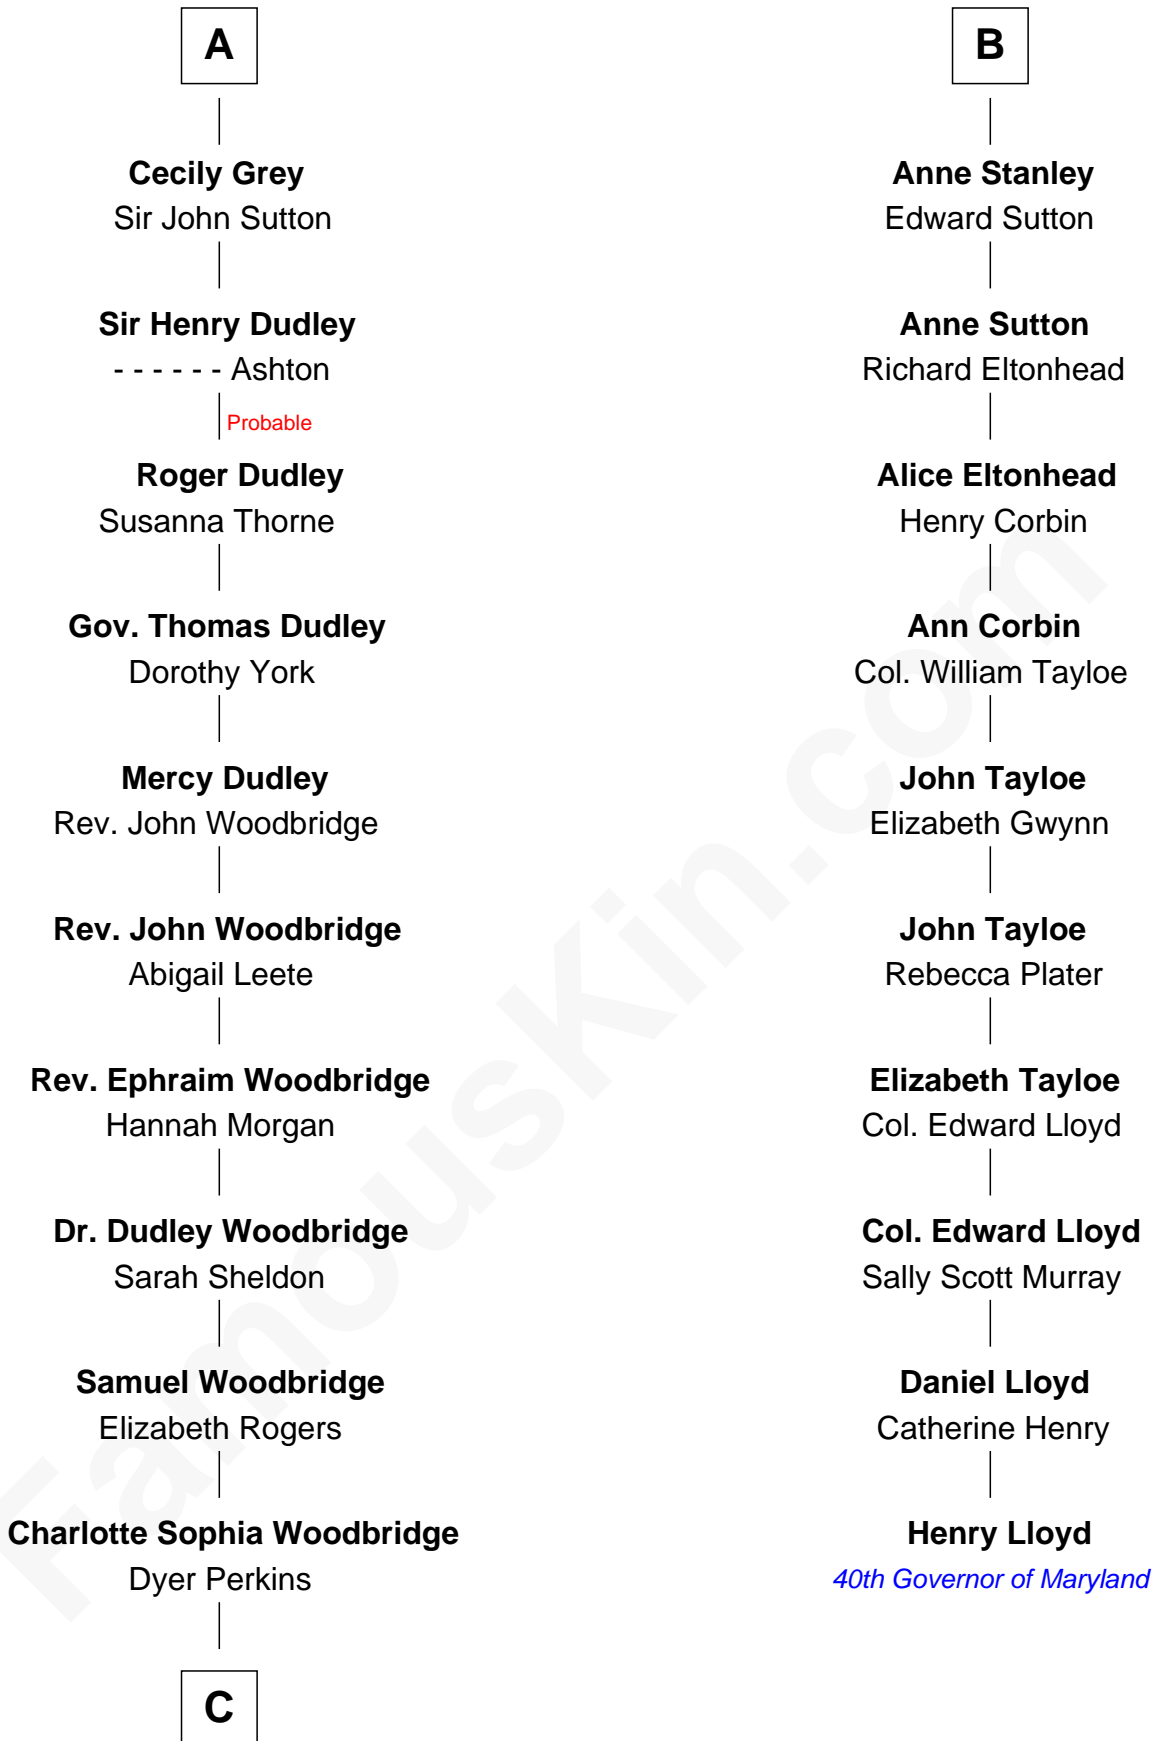 A
Cecily Grey
Sir John Sutton
Sir Henry Dudley
- - - - - - Ashton
Probable
Roger Dudley
Susanna Thorne
Gov. Thomas Dudley
Dorothy York
Mercy Dudley
Rev. John Woodbridge
Rev. John Woodbridge
Abigail Leete
Rev. Ephraim Woodbridge
Hannah Morgan
Dr. Dudley Woodbridge
Sarah Sheldon
Samuel Woodbridge
Elizabeth Rogers
Charlotte Sophia Woodbridge
Dyer Perkins
C
B
Anne Stanley
Edward Sutton
Anne Sutton
Richard Eltonhead
Alice Eltonhead
Henry Corbin
Ann Corbin
Col. William Tayloe
John Tayloe
Elizabeth Gwynn
John Tayloe
Rebecca Plater
Elizabeth Tayloe
Col. Edward Lloyd
Col. Edward Lloyd
Sally Scott Murray
Daniel Lloyd
Catherine Henry
Henry Lloyd
40th Governor of Maryland
FamousKin.com